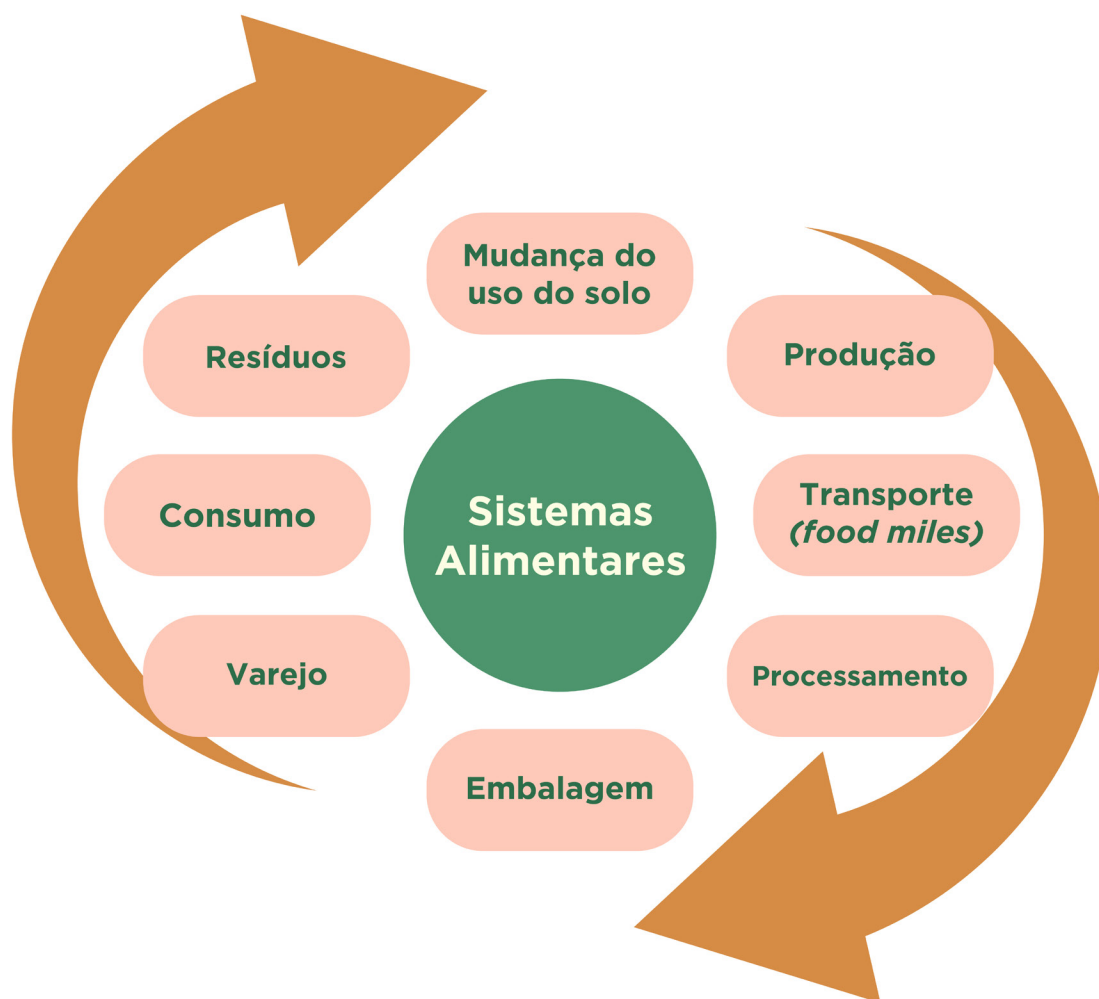 Mudança do
uso do solo
Produção
Transporte
(food miles)
Processamento
Embalagem
Varejo
Consumo
Resíduos
Sistemas
Alimentares